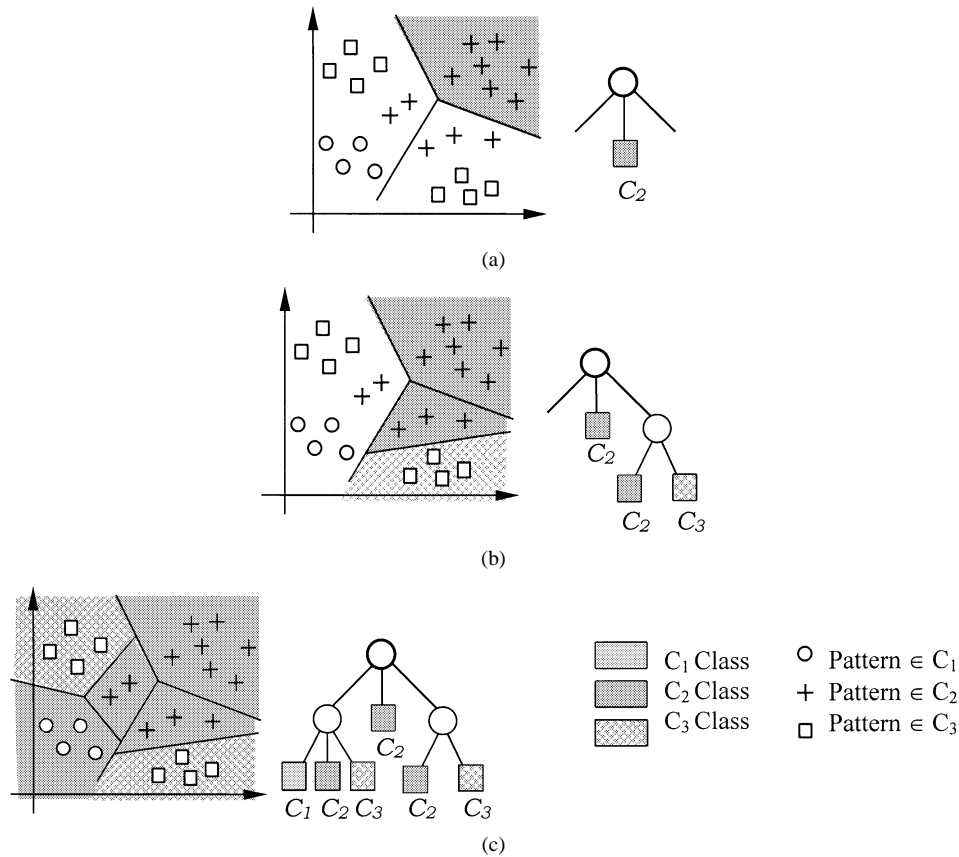 C2
(a)
C2
C2 C3
(b)
C2
C1 C2 C3 C2 C3
C1 Class
C2 Class
C3 Class
Pattern ∈ C1
Pattern ∈ C2
Pattern ∈ C3
(c)